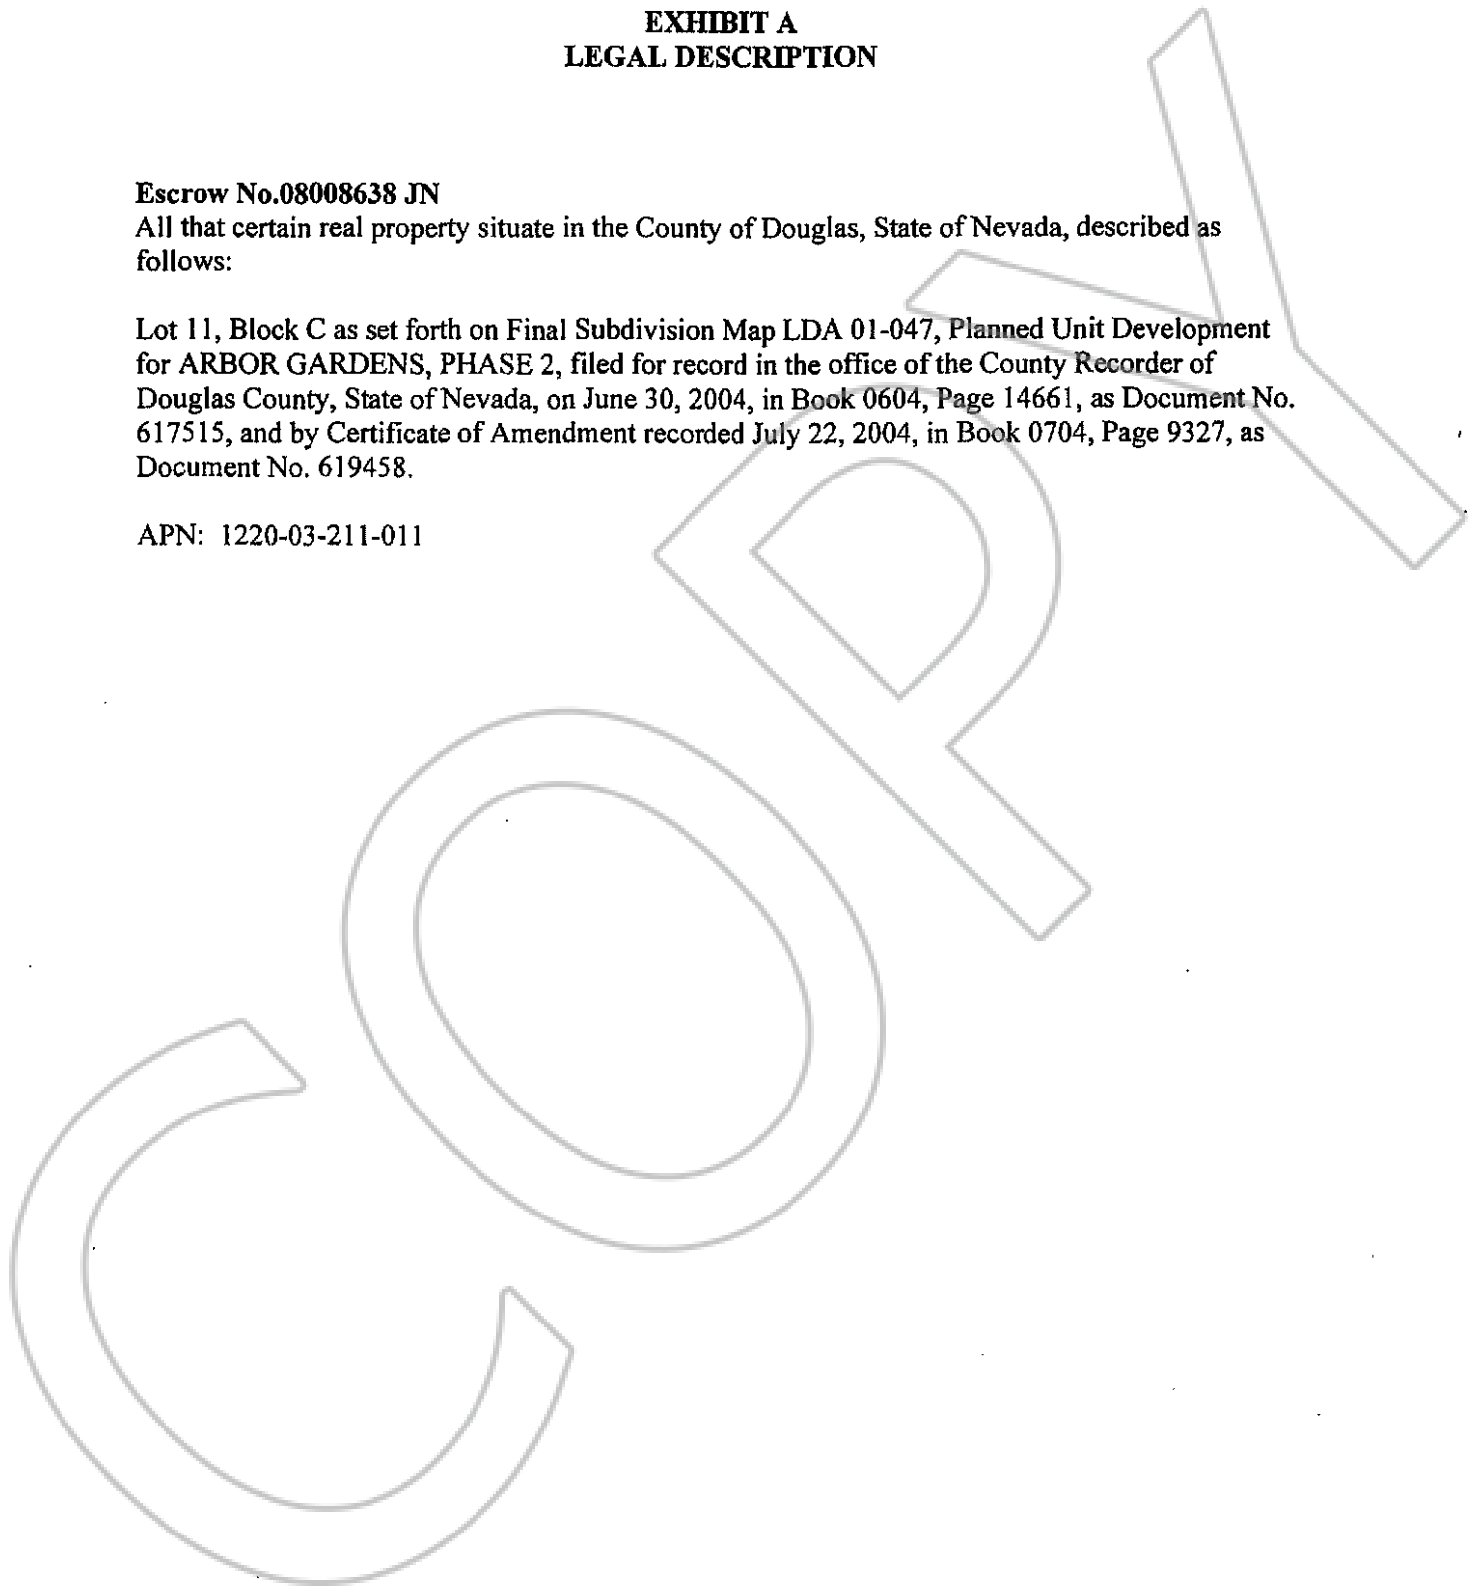 EXHIBIT A
LEGAL DESCRIPTION
Escrow No.08008638 JN
All that certain real property situate in the County of Douglas, State of Nevada, described as
follows:
Lot 11, Block C as set forth on Final Subdivision Map LDA 01-047, Planned Unit Development
for ARBOR GARDENS, PHASE 2, filed for record in the office of the County Recorder of
Douglas County, State of Nevada, on June 30, 2004, in Book 0604, Page 14661, as Document No.
617515, and by Certificate of Amendment recorded July 22, 2004, in Book 0704, Page 9327, as
Document No. 619458.
APN: 1220-03-211-011
COPY